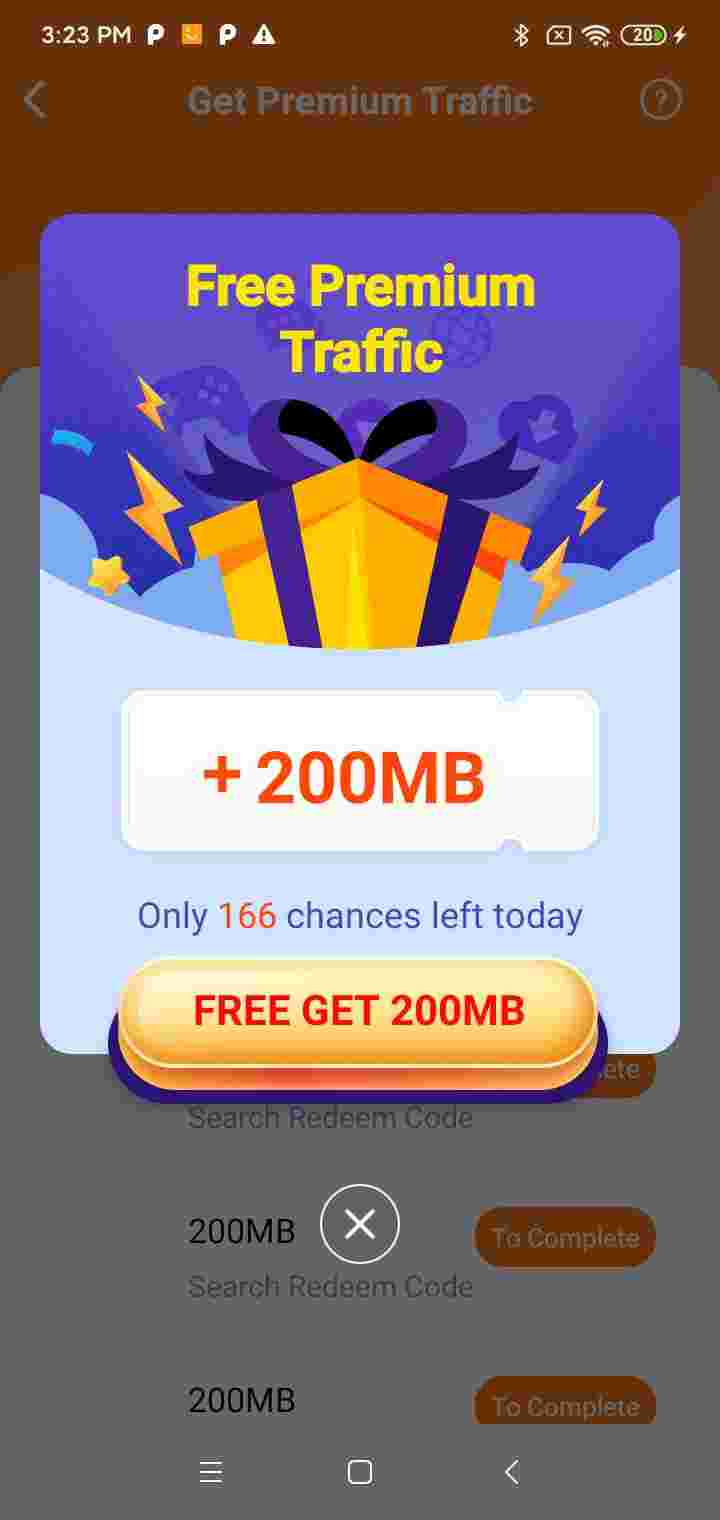 3:23 PM P P
20
Get Premium Traffic
?
Free Premium
Traffic
+ 200MB
Only 166 chances left today
FREE GET 200MB
ete
Search Redeem Code
200MB
To Complete
Search Redeem Code
200MB
To Complete